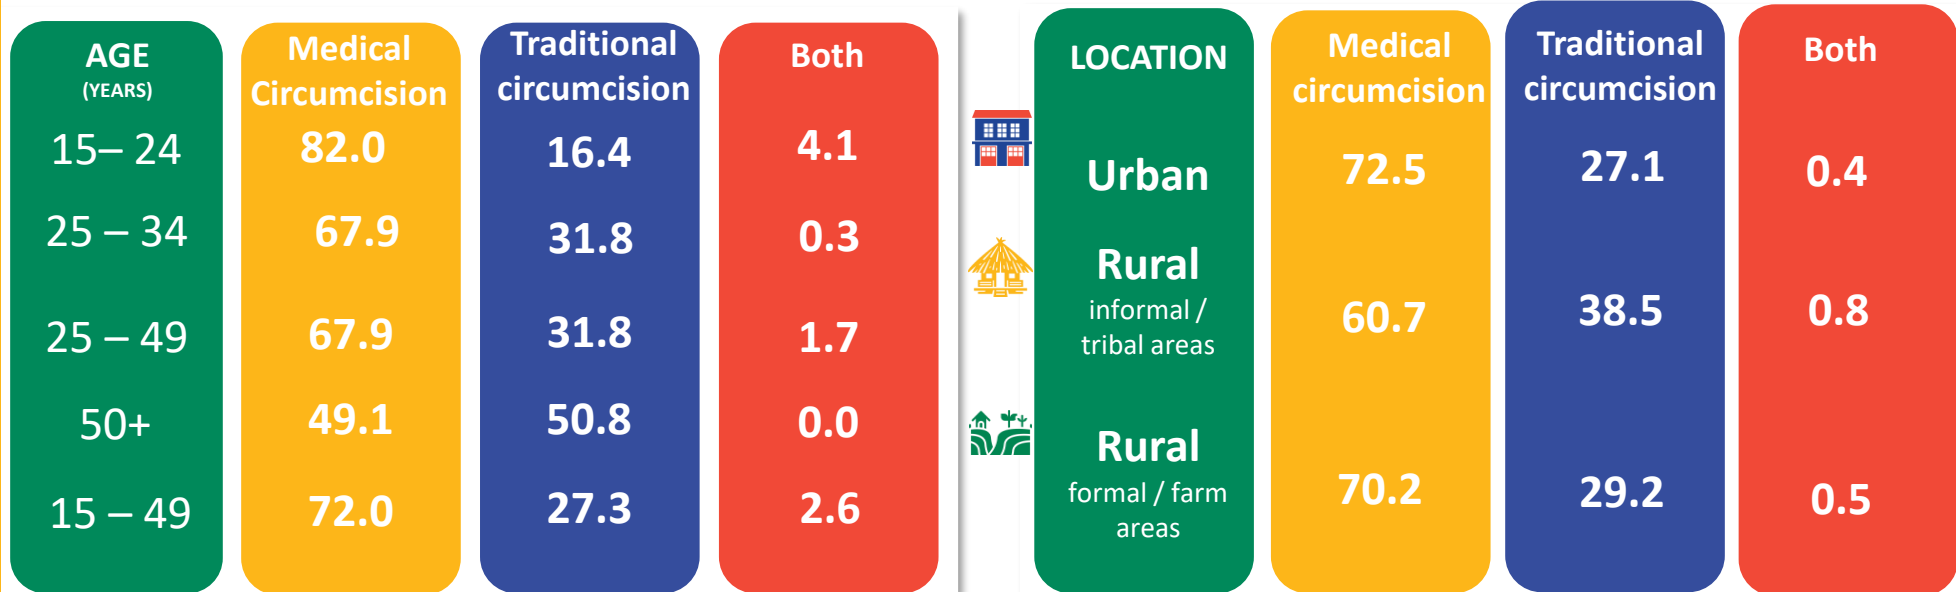 AGE
(YEARS)
Medical
Circumcision
Traditional
circumcision
Both
15– 24
82.0
16.4
4.1
25 – 34
67.9
31.8
0.3
25 – 49
67.9
31.8
1.7
50+
49.1
50.8
0.0
15 – 49
72.0
27.3
2.6
LOCATION
Medical
circumcision
Traditional
circumcision
Both
Urban
72.5
27.1
0.4
Rural
informal /
tribal areas
60.7
38.5
0.8
Rural
formal / farm
areas
70.2
29.2
0.5